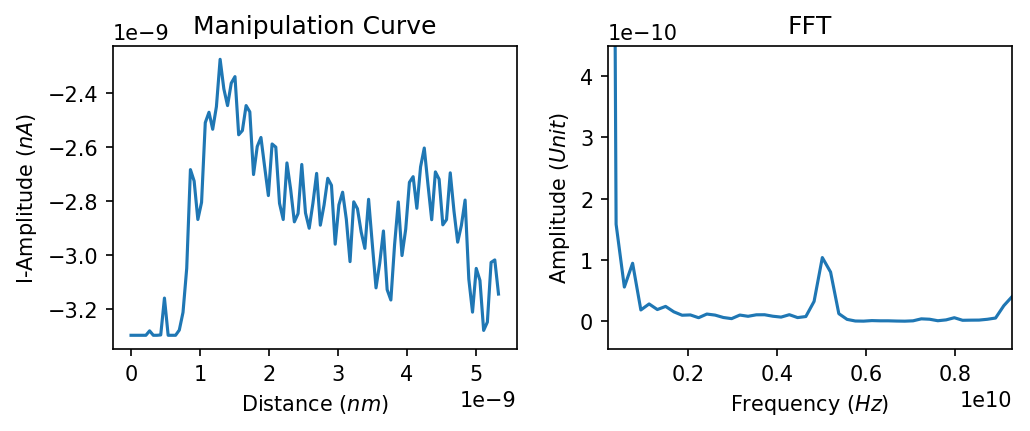 Manipulation Curve
1e−9
I-Amplitude (nA)
−2.4
−2.6
−2.8
−3.0
−3.2
0 1 2 3 4 5
1e−9
Distance (nm)
FFT
1e−10
Amplitude (Unit)
4
3
2
1
0
0.2 0.4 0.6 0.8
1e10
Frequency (Hz)